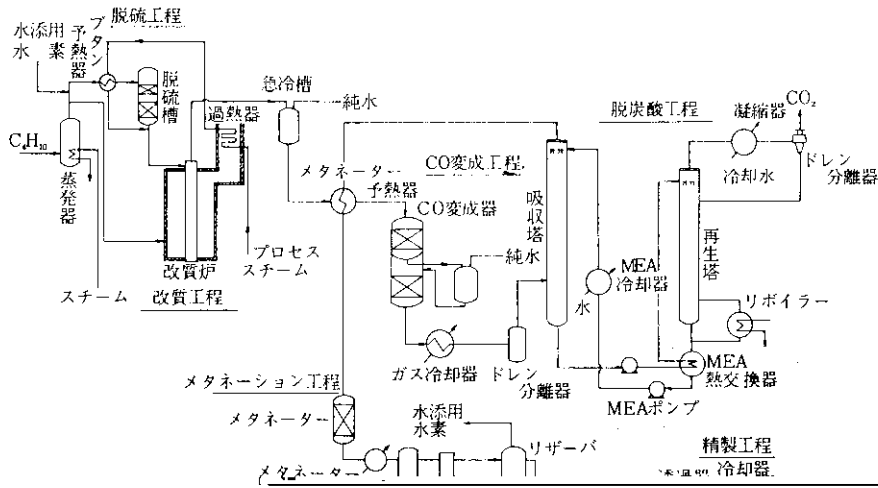 脱硫工程
水添用
水素
予熱器
ブタン
脱硫槽
過熱器
急冷槽
純水
C₄H₁₀
蒸発器
スチーム
改質炉
改質工程
プロセス
スチーム
メタネーター
予熱器
CO変成工程
CO変成器
純水
ガス冷却器
ドレン
分離器
吸収塔
水
MEA
冷却器
脱炭酸工程
凝縮器
CO₂
冷却水
ドレン
分離器
再生塔
リボイラー
MEA
熱交換器
MEAポンプ
メタネーション工程
メタネーター
水添用
水素
リザーバ
精製工程
メタネーター
冷却器